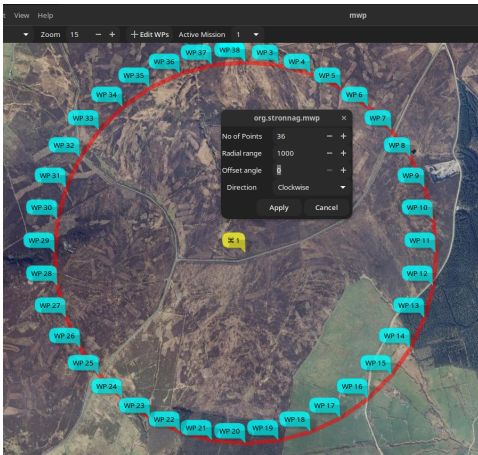 View Help mwp
Zoom 15 − + Edit WPs Active Mission 1
WP 37 WP 38 WP 3
WP 36 WP 4
WP 35 WP 5
WP 34 WP 6
WP 33 WP 7
WP 32 WP 8
WP 31 WP 9
WP 30 WP 10
WP 29 WP 11
WP 28 WP 12
WP 27 WP 13
WP 26 WP 14
WP 25 WP 15
WP 24 WP 16
WP 23 WP 17
WP 22 WP 18
WP 21 WP 20 WP 19
org.stronnag.mwp ×
No of Points 36 − +
Radial range 1000 − +
Offset angle 0 − +
Direction Clockwise
Apply Cancel
⌘ 1